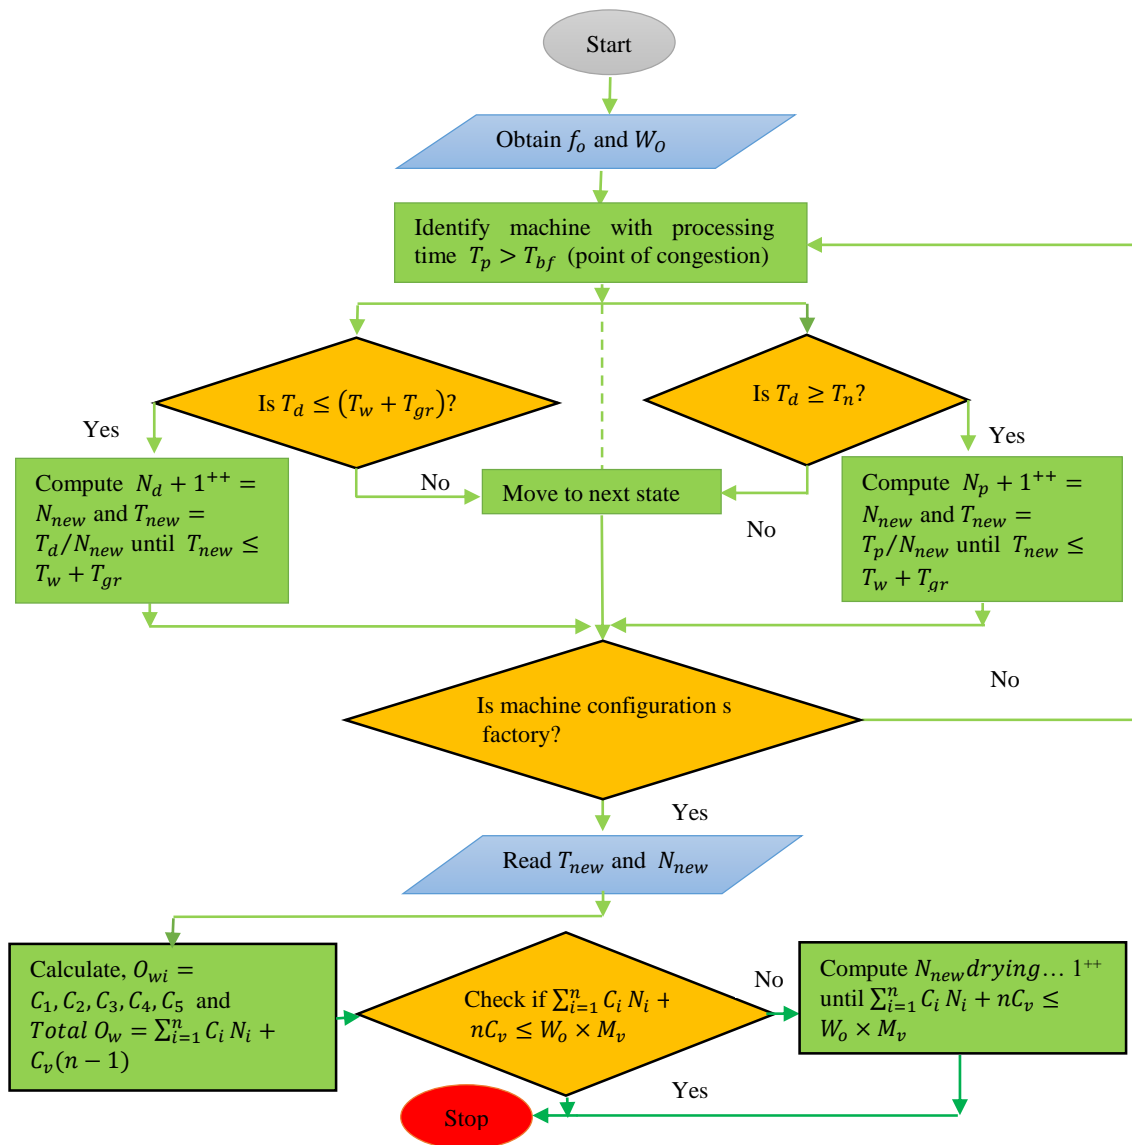 Start
Obtain f_o and W_O
Identify machine with processing
time T_p > T_bf (point of congestion)
Is T_d ≤ (T_w + T_gr)?
Is T_d ≥ T_n?
Yes
Yes
Compute N_d + 1^++ =
N_new and T_new =
T_d/N_new until T_new ≤
T_w + T_gr
No
Move to next state
No
Compute N_p + 1^++ =
N_new and T_new =
T_p/N_new until T_new ≤
T_w + T_gr
Is machine configuration s
factory?
No
Yes
Read T_new and N_new
Calculate, O_wi =
C_1, C_2, C_3, C_4, C_5 and
Total O_w = ∑_{i=1}^n C_i N_i +
C_v(n − 1)
Check if ∑_{i=1}^n C_i N_i +
nC_v ≤ W_o × M_v
No
Compute N_new drying… 1^++
until ∑_{i=1}^n C_i N_i + nC_v ≤
W_o × M_v
Yes
Stop